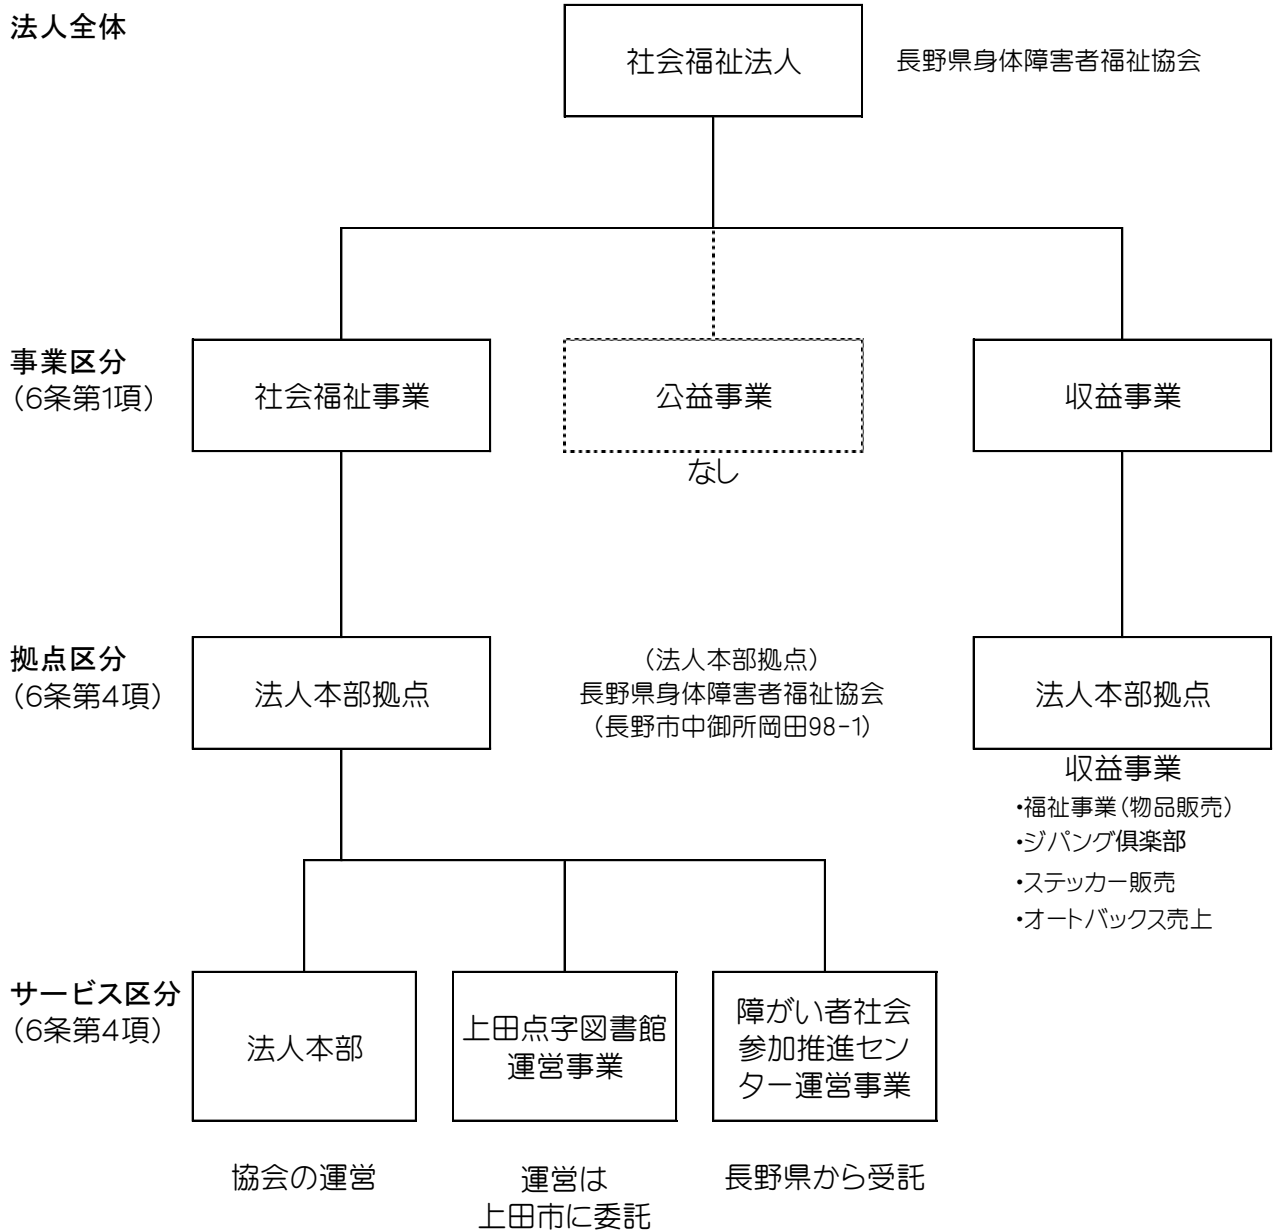 法人全体
社会福祉法人
長野県身体障害者福祉協会
事業区分
（6条第1項）
社会福祉事業
公益事業
なし
収益事業
拠点区分
（6条第4項）
法人本部拠点
（法人本部拠点）
長野県身体障害者福祉協会
（長野市中御所岡田98-1）
法人本部拠点
収益事業
・福祉事業（物品販売）
・ジパング倶楽部
・ステッカー販売
・オートバックス売上
サービス区分
（6条第4項）
法人本部
上田点字図書館
運営事業
障がい者社会
参加推進セン
ター運営事業
協会の運営
運営は
上田市に委託
長野県から受託